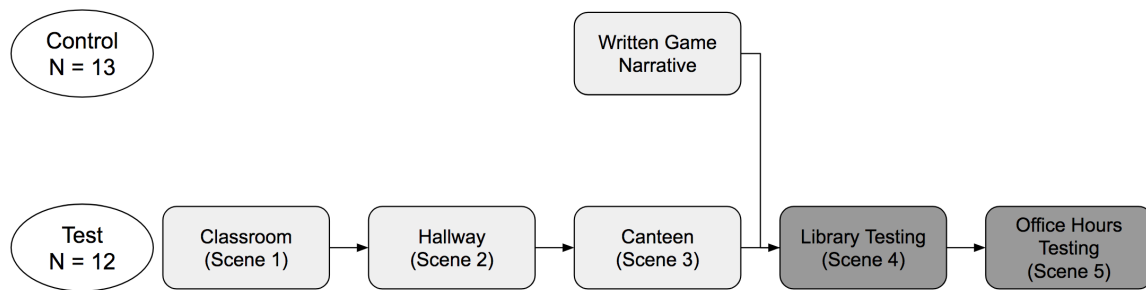 Control
N = 13
Written Game
Narrative
Test
N = 12
Classroom
(Scene 1)
Hallway
(Scene 2)
Canteen
(Scene 3)
Library Testing
(Scene 4)
Office Hours
Testing
(Scene 5)